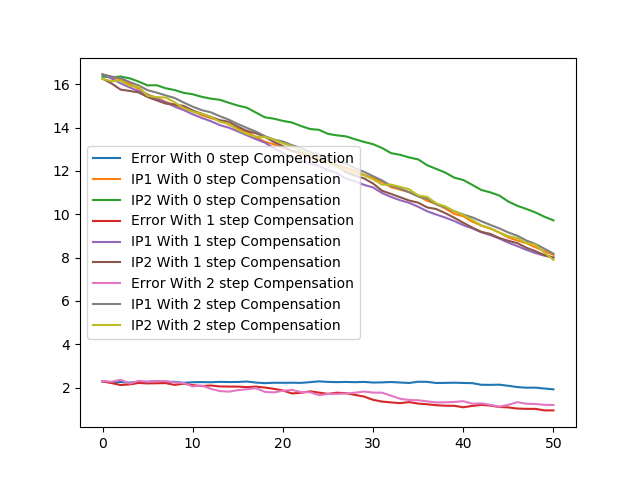 16
14
12
10
8
6
4
2
Error With 0 step Compensation
IP1 With 0 step Compensation
IP2 With 0 step Compensation
Error With 1 step Compensation
IP1 With 1 step Compensation
IP2 With 1 step Compensation
Error With 2 step Compensation
IP1 With 2 step Compensation
IP2 With 2 step Compensation
0 10 20 30 40 50